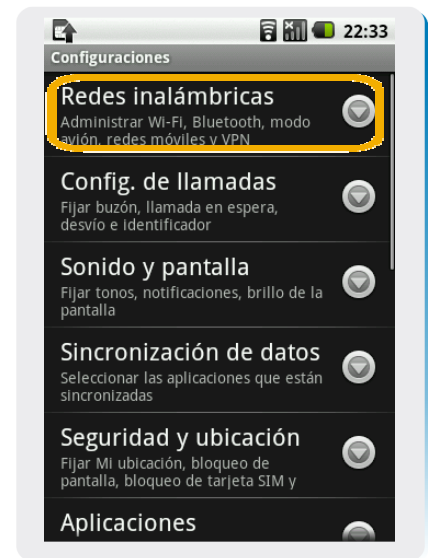 22:33
Configuraciones
Redes inalámbricas
Administrar Wi-Fi, Bluetooth, modo
avión, redes móviles y VPN
Config. de llamadas
Fijar buzón, llamada en espera,
desvío e identificador
Sonido y pantalla
Fijar tonos, notificaciones, brillo de la
pantalla
Sincronización de datos
Seleccionar las aplicaciones que están
sincronizadas
Seguridad y ubicación
Fijar Mi ubicación, bloqueo de
pantalla, bloqueo de tarjeta SIM y
Aplicaciones